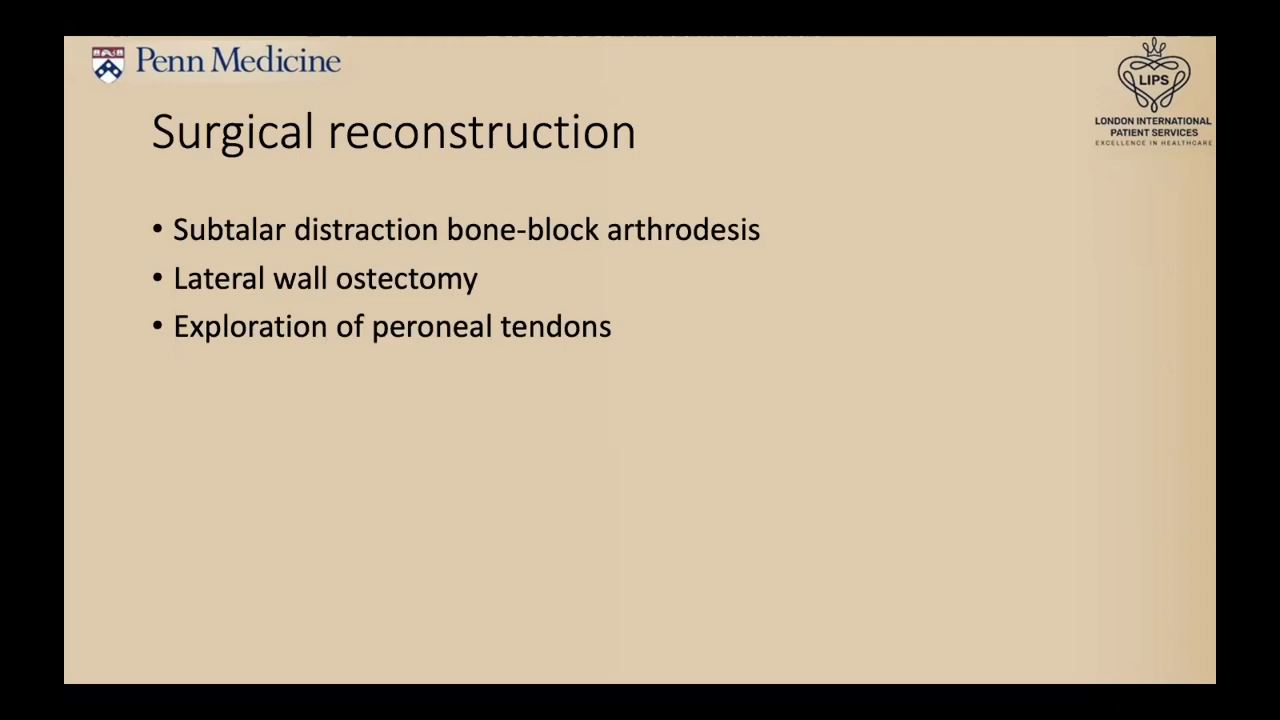 Penn Medicine
LIPS
LONDON INTERNATIONAL
PATIENT SERVICES
EXCELLENCE IN HEALTHCARE
Surgical reconstruction
• Subtalar distraction bone-block arthrodesis
• Lateral wall ostectomy
• Exploration of peroneal tendons